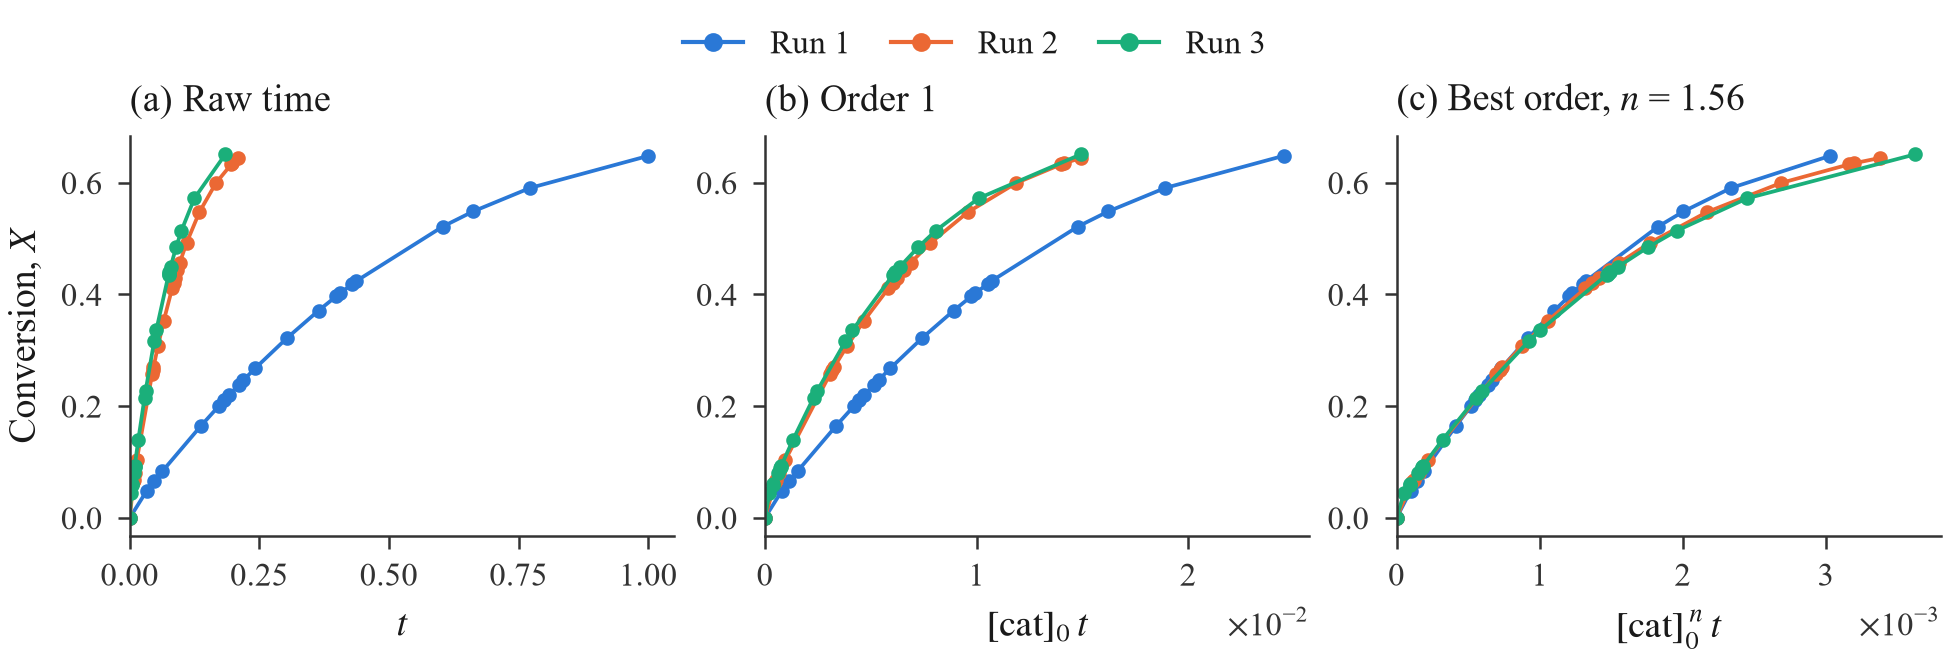 Run 1 Run 2 Run 3
(a) Raw time
(b) Order 1
(c) Best order, n = 1.56
Conversion, X
0.6
0.4
0.2
0.0
0.00 0.25 0.50 0.75 1.00
t
0.6
0.4
0.2
0.0
0 1 2
[cat]₀ t
×10⁻²
0.6
0.4
0.2
0.0
0 1 2 3
[cat]₀ⁿ t
×10⁻³